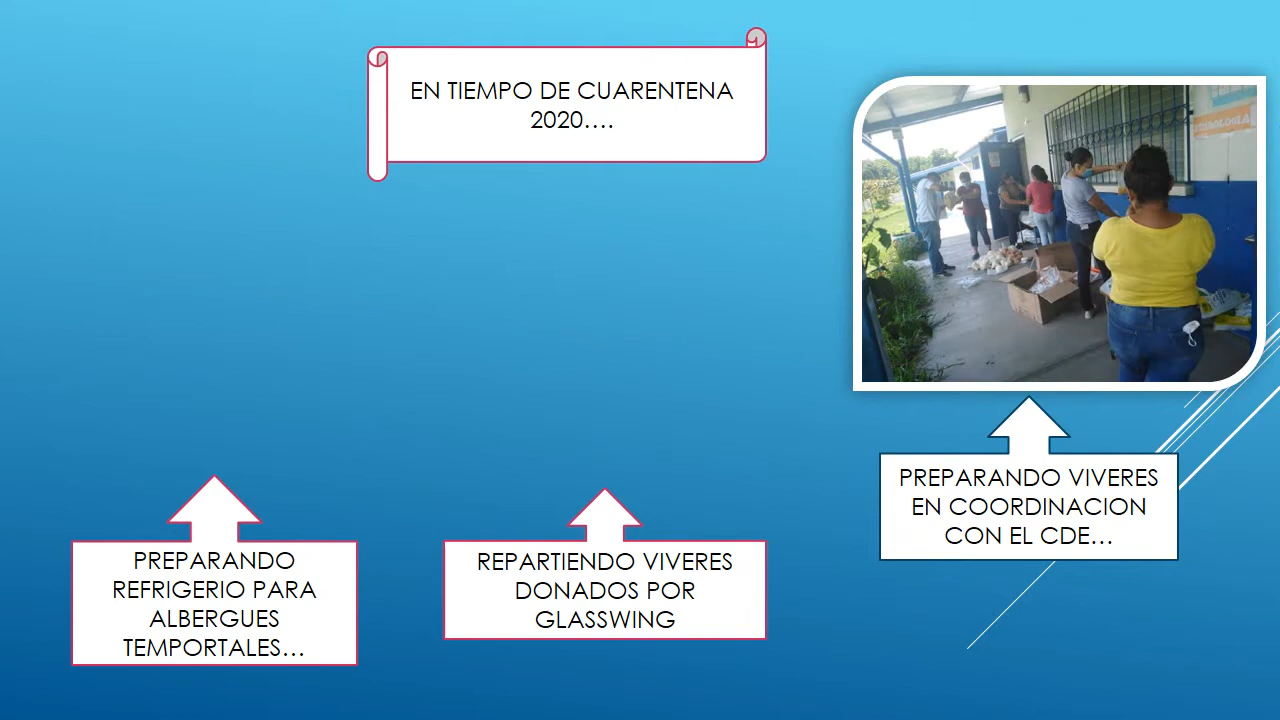 EN TIEMPO DE CUARENTENA
2020….
PREPARANDO VIVERES
EN COORDINACION
CON EL CDE…
PREPARANDO
REFRIGERIO PARA
ALBERGUES
TEMPORTALES…
REPARTIENDO VIVERES
DONADOS POR
GLASSWING